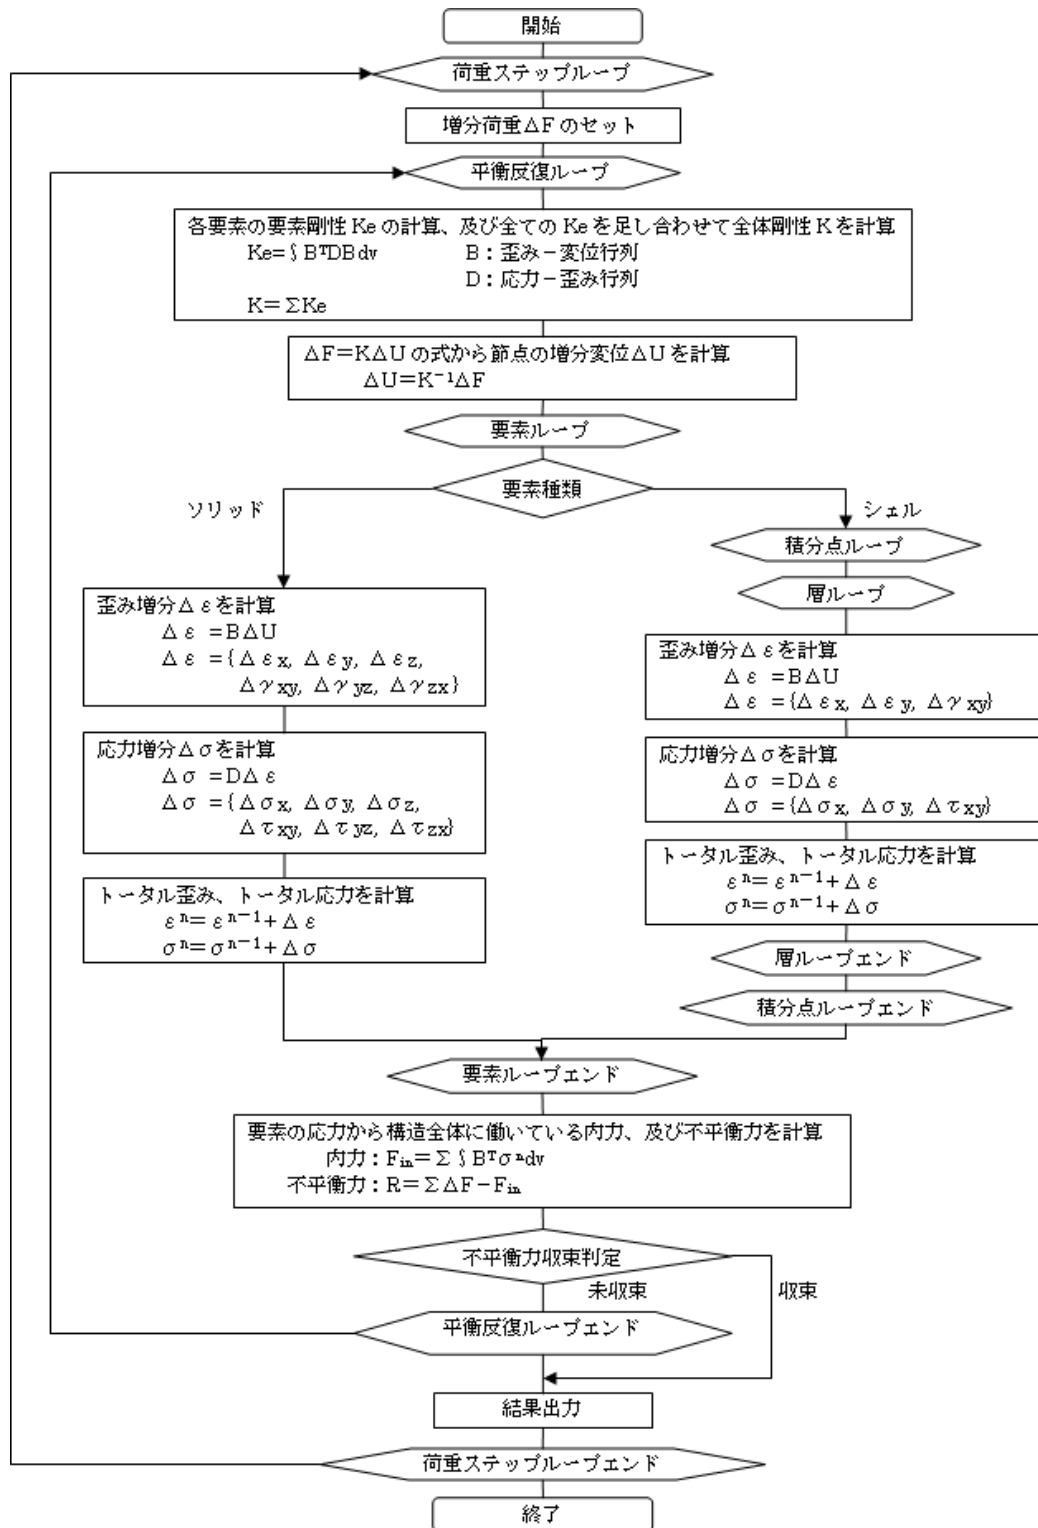 開始
荷重ステップループ
増分荷重ΔFのセット
平衡反復ループ
各要素の要素剛性Keの計算、及び全てのKeを足し合わせて全体剛性Kを計算
Ke=∫BᵀDBdv B：歪み−変位行列
D：応力−歪み行列
K＝ΣKe
ΔF＝KΔUの式から節点の増分変位ΔUを計算
ΔU＝K⁻¹ΔF
要素ループ
要素種類
ソリッド
シェル
積分点ループ
層ループ
歪み増分Δεを計算
Δε=BΔU
Δε={Δεx, Δεy, Δεz,
Δγxy, Δγyz, Δγzx}
応力増分Δσを計算
Δσ=DΔε
Δσ={Δσx, Δσy, Δσz,
Δτxy, Δτyz, Δτzx}
トータル歪み、トータル応力を計算
εⁿ＝εⁿ⁻¹+Δε
σⁿ＝σⁿ⁻¹+Δσ
歪み増分Δεを計算
Δε=BΔU
Δε={Δεx, Δεy, Δγxy}
応力増分Δσを計算
Δσ=DΔε
Δσ={Δσx, Δσy, Δτxy}
トータル歪み、トータル応力を計算
εⁿ＝εⁿ⁻¹+Δε
σⁿ＝σⁿ⁻¹+Δσ
層ループエンド
積分点ループエンド
要素ループエンド
要素の応力から構造全体に働いている内力、及び不平衡力を計算
内力：Fin＝Σ∫Bᵀσⁿdv
不平衡力：R＝ΣΔF−Fin
不平衡力収束判定
未収束
収束
平衡反復ループエンド
結果出力
荷重ステップループエンド
終了